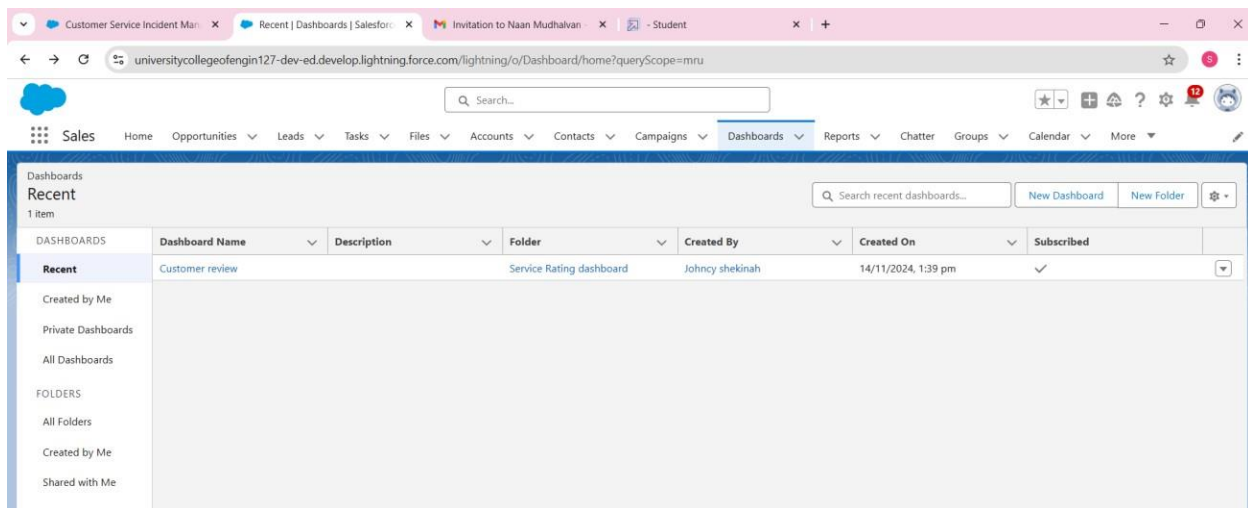 Customer Service Incident Man
Recent | Dashboards | Salesforc
Invitation to Naan Mudhalvan -
- Student
universitycollegeofengin127-dev-ed.develop.lightning.force.com/lightning/o/Dashboard/home?queryScope=mru
S
Search...
12
Sales Home Opportunities Leads Tasks Files Accounts Contacts Campaigns Dashboards Reports Chatter Groups Calendar More
Dashboards
Recent
1 item
Search recent dashboards... New Dashboard New Folder
DASHBOARDS Dashboard Name Description Folder Created By Created On Subscribed
Recent Customer review Service Rating dashboard Johncy shekinah 14/11/2024, 1:39 pm
Created by Me
Private Dashboards
All Dashboards
FOLDERS
All Folders
Created by Me
Shared with Me